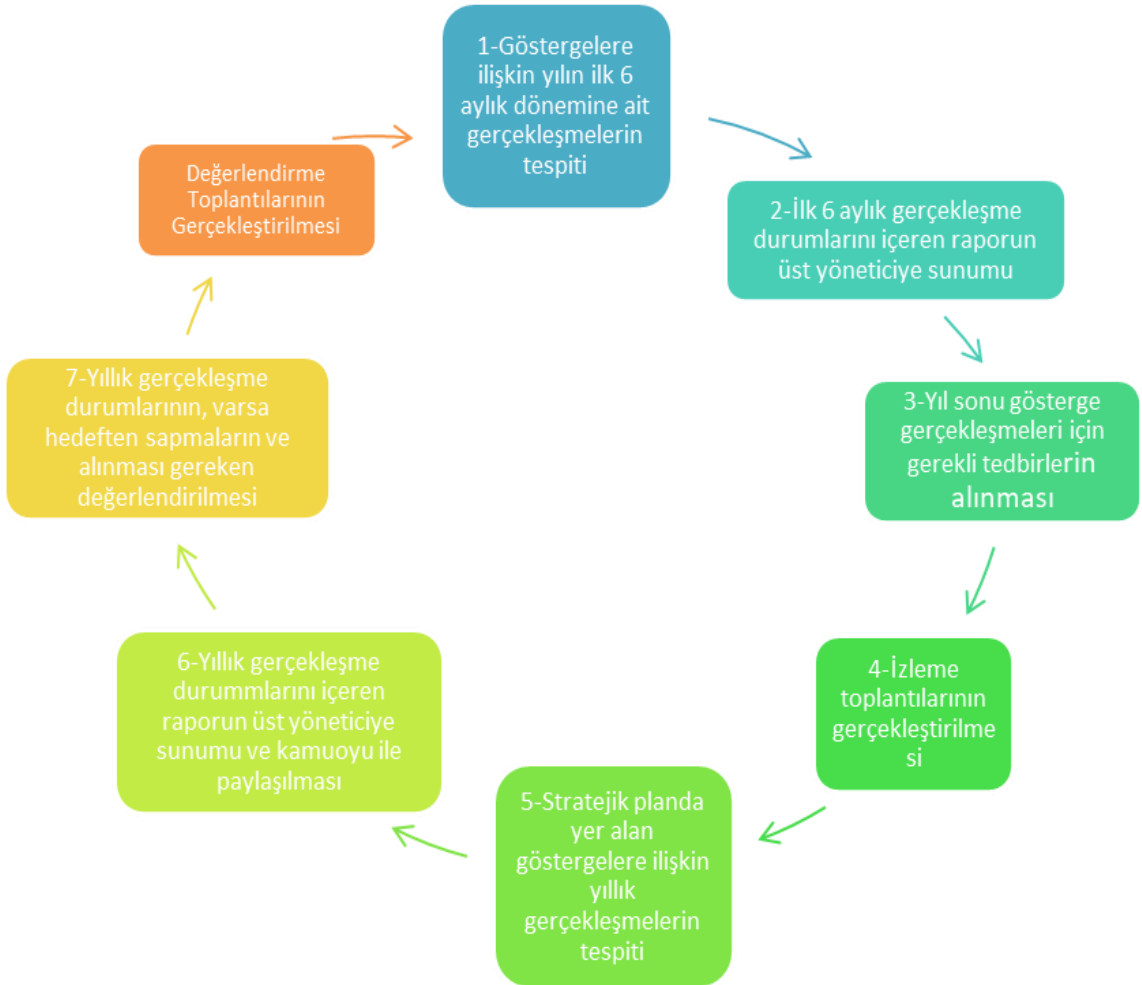 1-Göstergelere
ilişkin yılın ilk 6
aylık dönemine ait
gerçekleşmelerin
tespiti
2-İlk 6 aylık gerçekleşme
durumlarını içeren raporun
üst yöneticiye sunumu
3-Yıl sonu gösterge
gerçekleşmeleri için
gerekli tedbirlerin
alınması
4-İzleme
toplantılarının
gerçekleştirilme
si
5-Stratejik planda
yer alan
göstergelere ilişkin
yıllık
gerçekleşmelerin
tespiti
6-Yıllık gerçekleşme
durummlarını içeren
raporun üst yöneticiye
sunumu ve kamuoyu ile
paylaşılması
7-Yıllık gerçekleşme
durumlarının, varsa
hedeften sapmaların ve
alınması gereken
değerlendirilmesi
Değerlendirme
Toplantılarının
Gerçekleştirilmesi